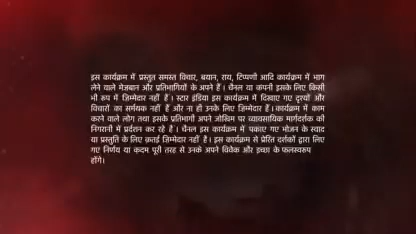 इस कार्यक्रम में प्रस्तुत समस्त विचार, बयान, राय, टिप्पणी आदि कार्यक्रम में भाग
लेने वाले मेज़बान और प्रतिभागियों के अपने हैं। चैनल या कंपनी इसके लिए किसी
भी रूप में ज़िम्मेदार नहीं हैं। स्टार इंडिया इस कार्यक्रम में दिखाए गए दृश्यों और
विचारों का समर्थक नहीं है और ना ही उनके लिए ज़िम्मेदार हैं। कार्यक्रम में काम
करने वाले लोग तथा इसके प्रतिभागी अपने जोखिम पर व्यावसायिक मार्गदर्शक की
निगरानी में प्रदर्शन कर रहे हैं। चैनल इस कार्यक्रम में पकाए गए भोजन के स्वाद
या प्रस्तुति के लिए क़तई ज़िम्मेदार नहीं है। इस कार्यक्रम से प्रेरित दर्शकों द्वारा लिए
गए निर्णय या क़दम पूरी तरह से उनके अपने विवेक और इच्छा के फलस्वरूप
होंगे।